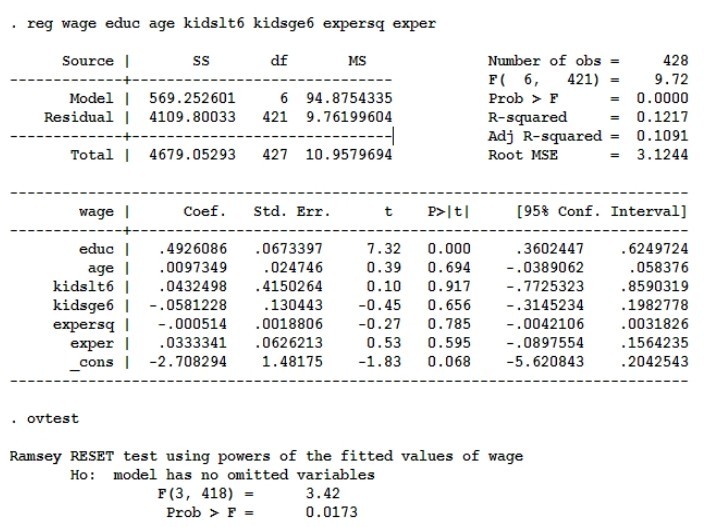 . reg wage educ age kidslt6 kidsge6 expersq exper
Source | SS df MS Number of obs = 428
-------------+------------------------------ F( 6, 421) = 9.72
Model | 569.252601 6 94.8754335 Prob > F = 0.0000
Residual | 4109.80033 421 9.76199604 R-squared = 0.1217
-------------+------------------------------ Adj R-squared = 0.1091
Total | 4679.05293 427 10.9579694 Root MSE = 3.1244
------------------------------------------------------------------------------
wage | Coef. Std. Err. t P>|t| [95% Conf. Interval]
-------------+----------------------------------------------------------------
educ | .4926086 .0673397 7.32 0.000 .3602447 .6249724
age | .0097349 .024746 0.39 0.694 -.0389062 .058376
kidslt6 | .0432498 .4150264 0.10 0.917 -.7725323 .8590319
kidsge6 | -.0581228 .130443 -0.45 0.656 -.3145234 .1982778
expersq | -.000514 .0018806 -0.27 0.785 -.0042106 .0031826
exper | .0333341 .0626213 0.53 0.595 -.0897554 .1564235
_cons | -2.708294 1.48175 -1.83 0.068 -5.620843 .2042543
------------------------------------------------------------------------------
. ovtest
Ramsey RESET test using powers of the fitted values of wage
Ho: model has no omitted variables
F(3, 418) = 3.42
Prob > F = 0.0173